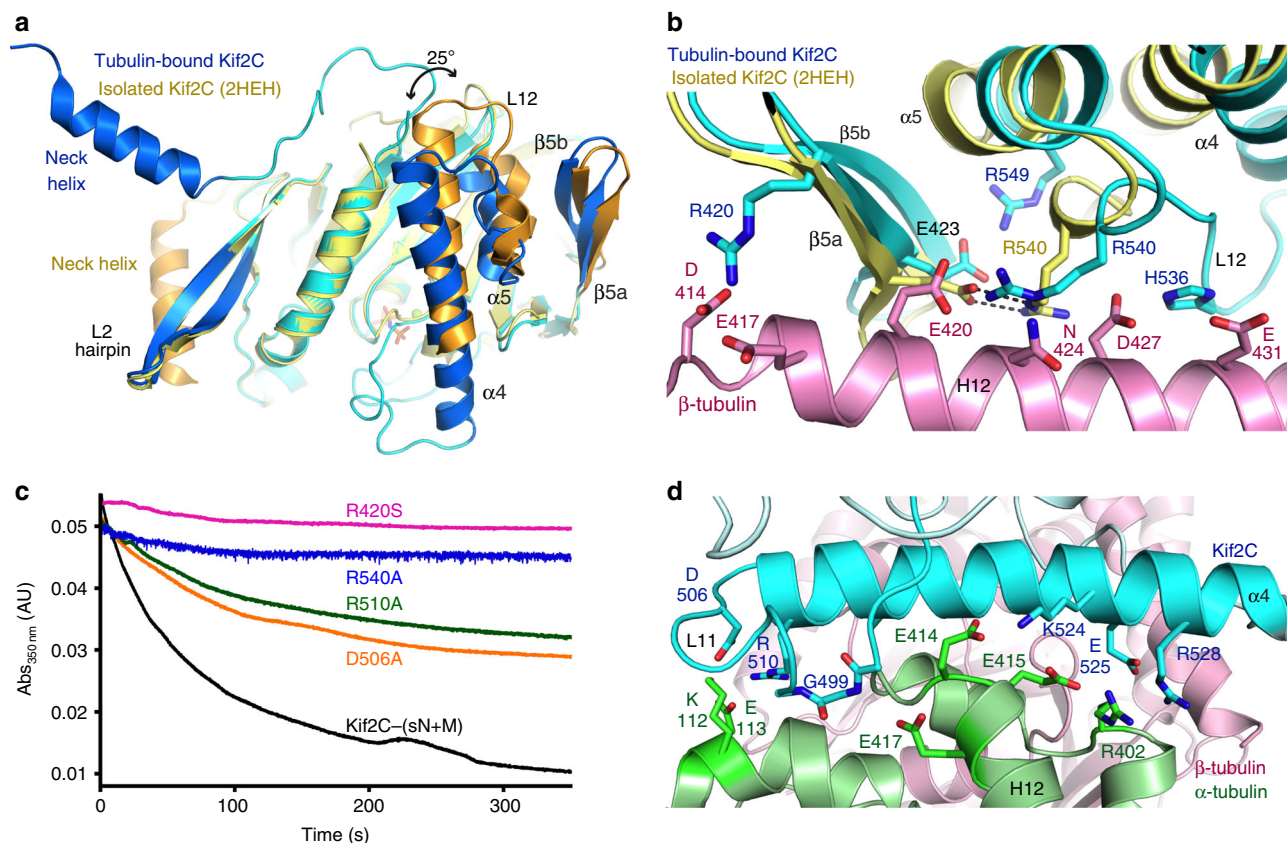 a
Tubulin-bound Kif2C
Isolated Kif2C (2HEH)
25°
L12
β5b
Neck
helix
Neck helix
L2
hairpin
α5
β5a
α4
b
Tubulin-bound Kif2C
Isolated Kif2C (2HEH)
α5
β5b
α4
R549
R420
E423
β5a
R540
R540
L12
D
414
H536
E417
E420
N
424
D427
E
431
H12
β-tubulin
c
Abs350 nm (AU)
0.05
0.04
0.03
0.02
0.01
R420S
R540A
R510A
D506A
Kif2C–(sN+M)
0
100
200
300
Time (s)
d
Kif2C
D
506
α4
L11
R
510
E414
K524
G499
E415
E
525
R528
K
112
E
113
E417
R402
H12
β-tubulin
α-tubulin